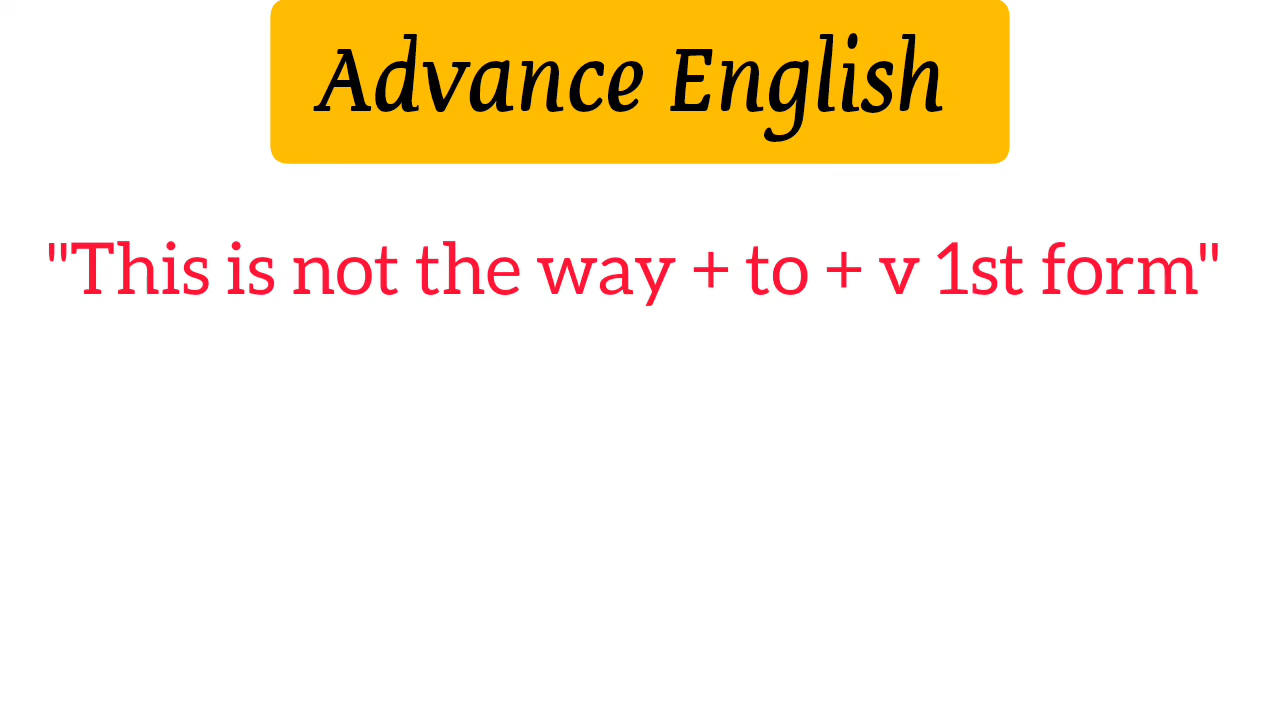 Advance English
"This is not the way + to + v 1st form"